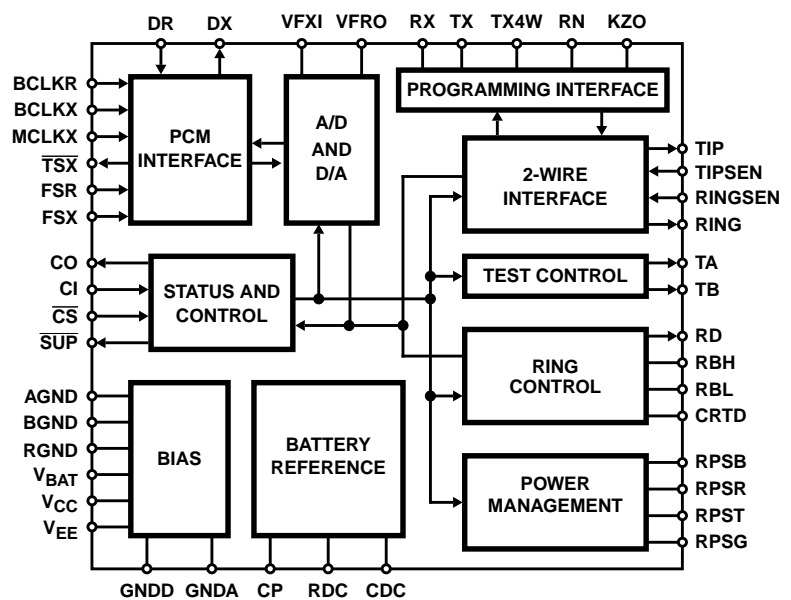 DR DX VFXI VFRO RX TX TX4W RN KZO
BCLKR
BCLKX
MCLKX
TSX
FSR
FSX
PCM
INTERFACE
A/D
AND
D/A
PROGRAMMING INTERFACE
2-WIRE
INTERFACE
TIP
TIPSEN
RINGSEN
RING
CO
CI
CS
SUP
STATUS AND
CONTROL
TEST CONTROL
TA
TB
RING
CONTROL
RD
RBH
RBL
CRTD
AGND
BGND
RGND
VBAT
VCC
VEE
BIAS
BATTERY
REFERENCE
POWER
MANAGEMENT
RPSB
RPSR
RPST
RPSG
GNDD GNDA CP RDC CDC